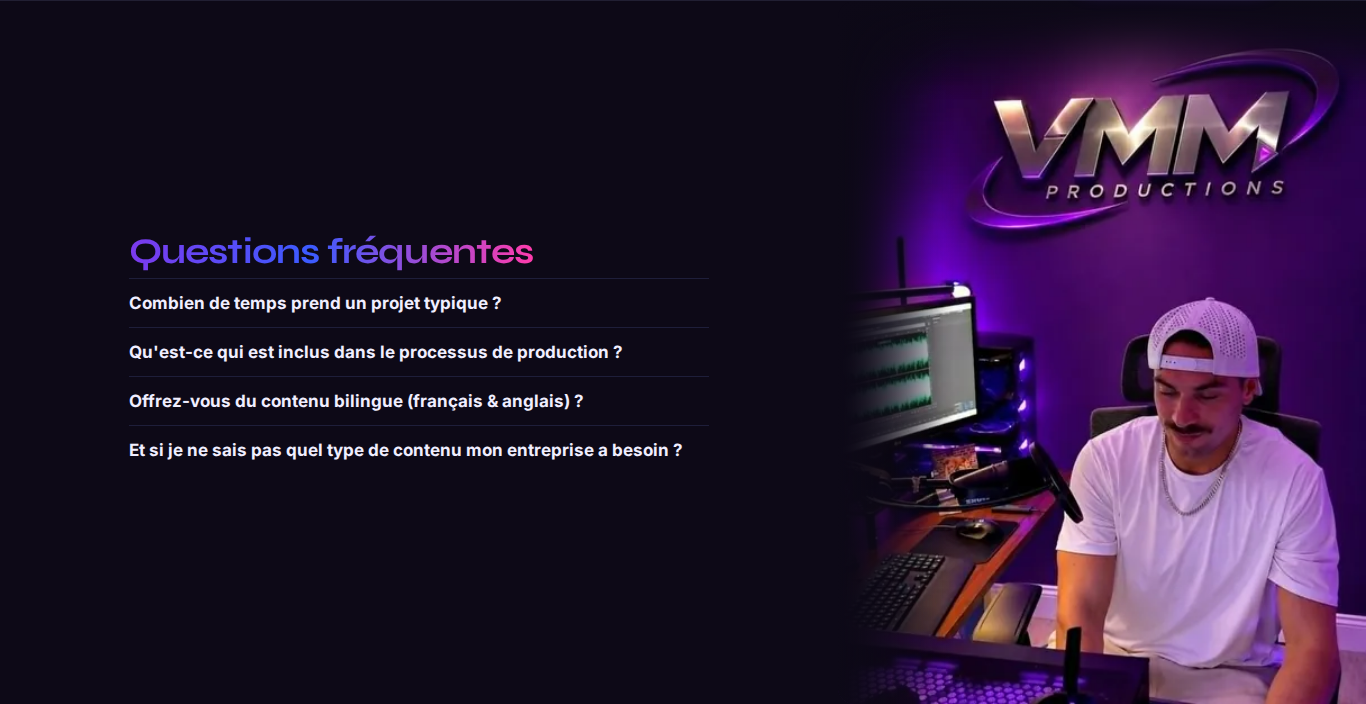 Questions fréquentes
Combien de temps prend un projet typique ?
Qu'est-ce qui est inclus dans le processus de production ?
Offrez-vous du contenu bilingue (français & anglais) ?
Et si je ne sais pas quel type de contenu mon entreprise a besoin ?
VMM
PRODUCTIONS